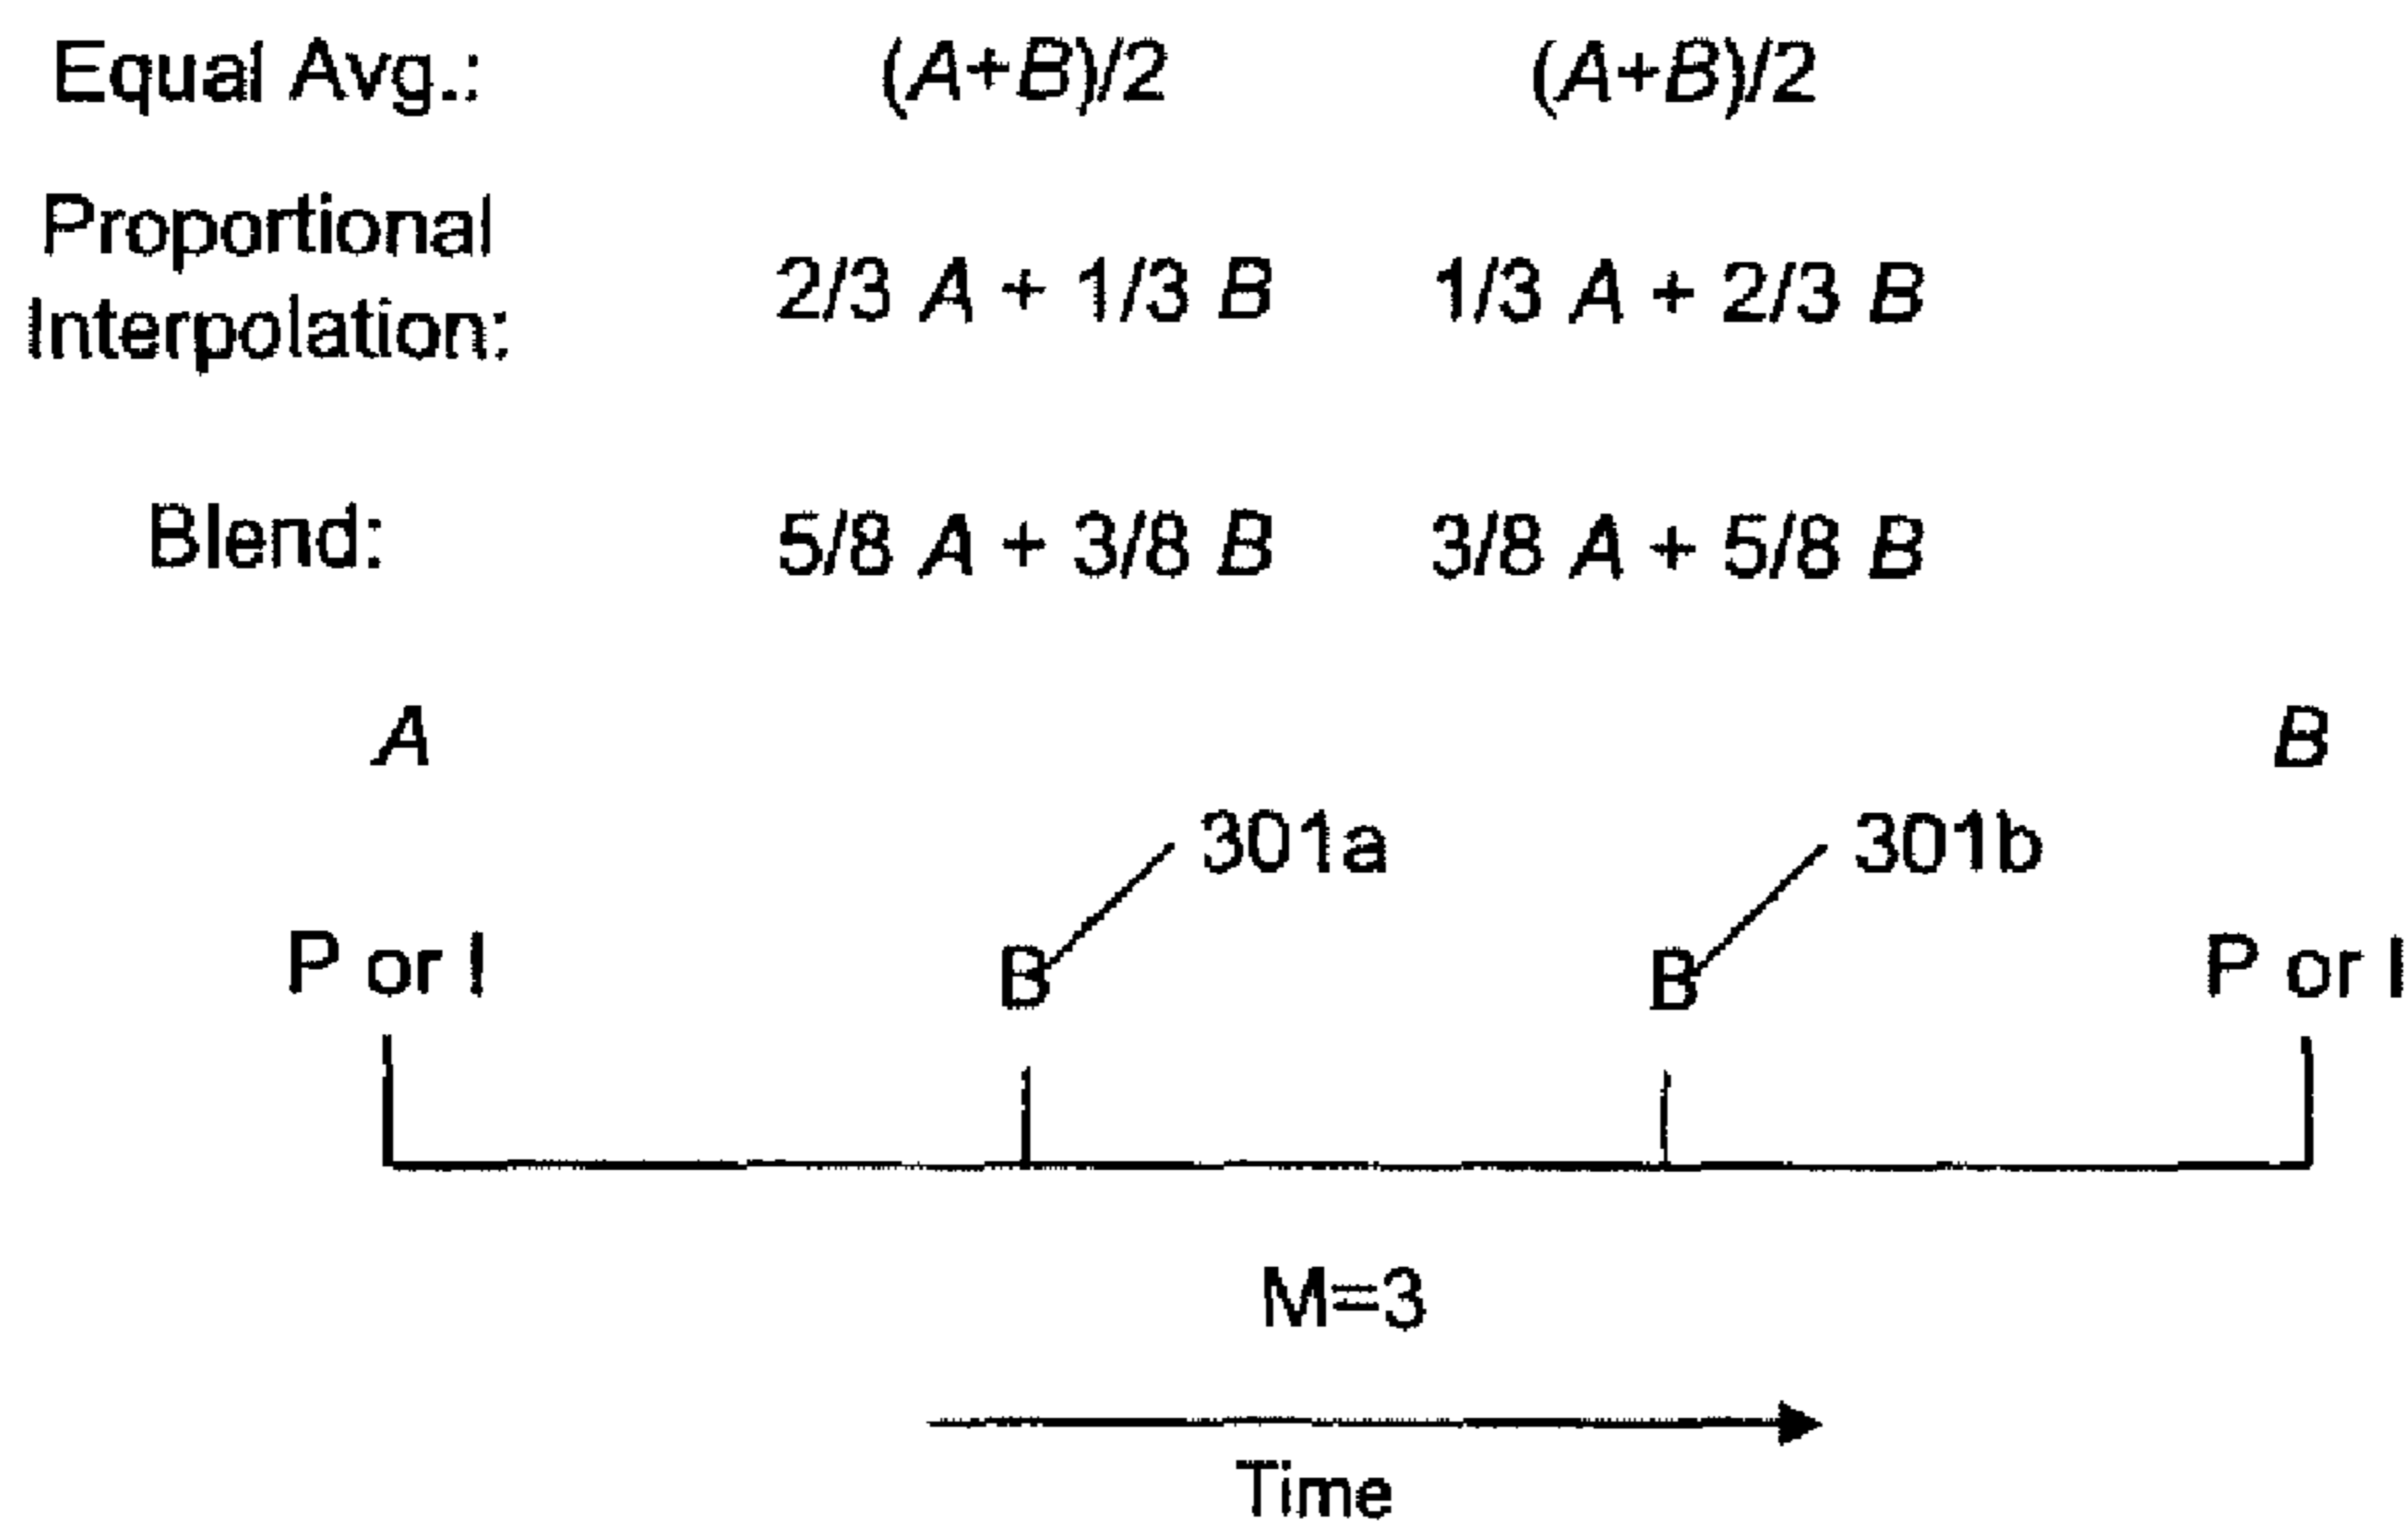 Equal Avg.: (A+B)/2 (A+B)/2
Proportional
Interpolation: 2/3 A + 1/3 B 1/3 A + 2/3 B
Blend: 5/8 A + 3/8 B 3/8 A + 5/8 B
A B
301a 301b
P or I B B P or I
M=3
Time